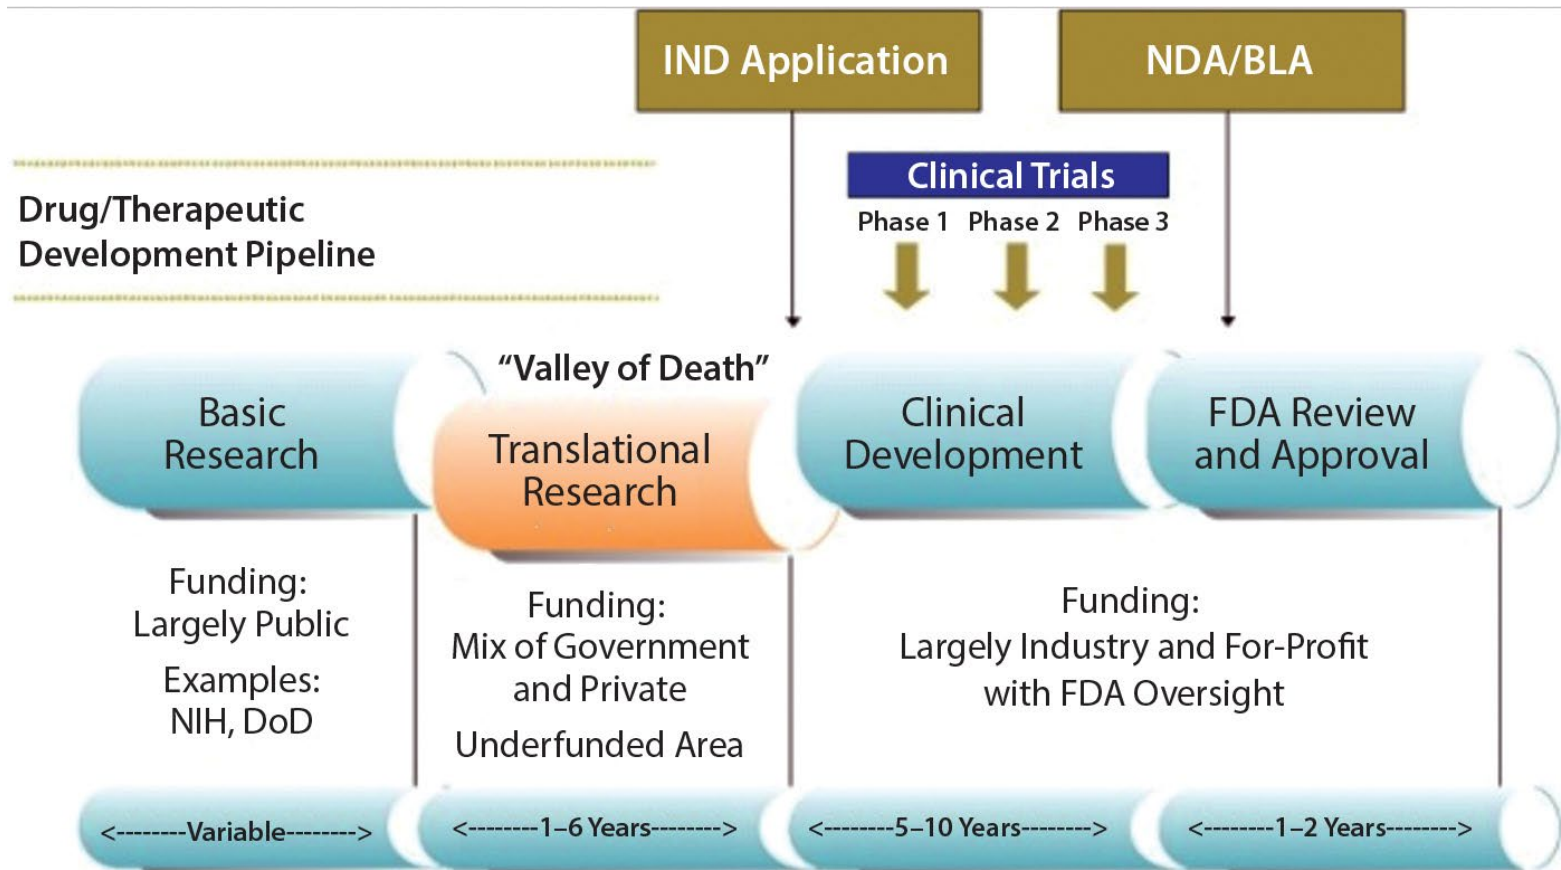 IND Application
NDA/BLA
Clinical Trials
Phase 1 Phase 2 Phase 3
Drug/Therapeutic
Development Pipeline
“Valley of Death”
Basic
Research
Translational
Research
Clinical
Development
FDA Review
and Approval
Funding:
Largely Public
Examples:
NIH, DoD
Funding:
Mix of Government
and Private
Underfunded Area
Funding:
Largely Industry and For-Profit
with FDA Oversight
<--------Variable-------->
<--------1–6 Years-------->
<--------5–10 Years-------->
<--------1–2 Years-------->